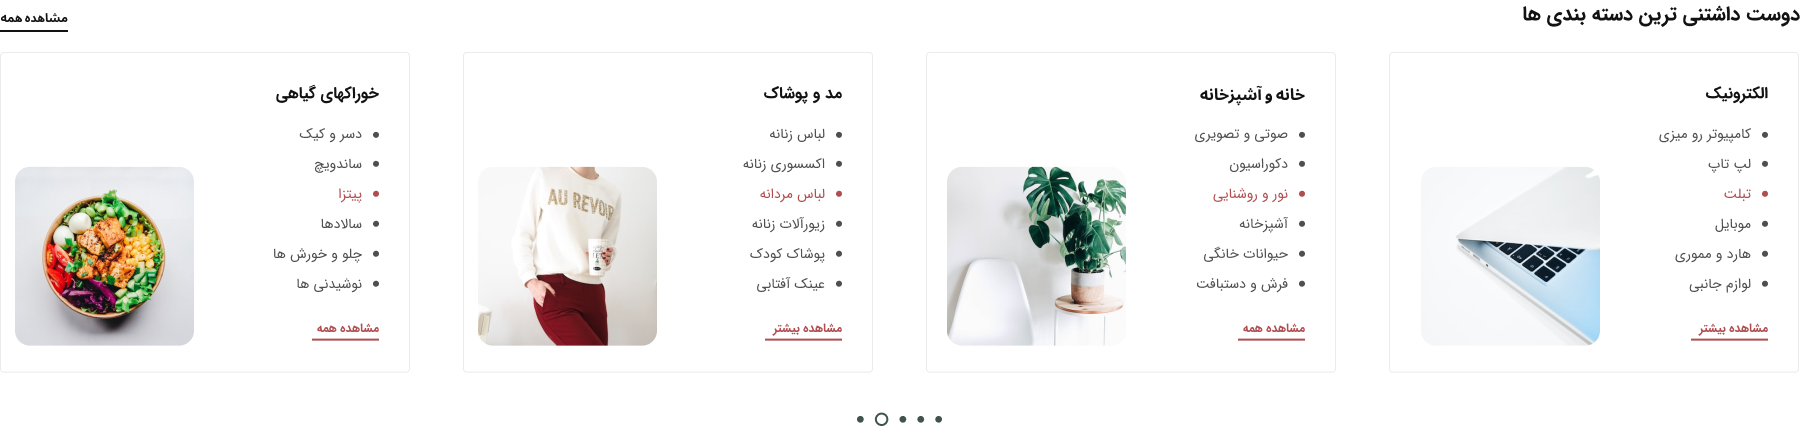 دوست داشتنی ترین دسته بندی ها
مشاهده همه
الکترونیک
کامپیوتر رو میزی
لپ تاپ
تبلت
موبایل
هارد و مموری
لوازم جانبی
مشاهده بیشتر
خانه و آشپزخانه
صوتی و تصویری
دکوراسیون
نور و روشنایی
آشپزخانه
حیوانات خانگی
فرش و دستبافت
مشاهده همه
مد و پوشاک
لباس زنانه
اکسسوری زنانه
لباس مردانه
زیورآلات زنانه
پوشاک کودک
عینک آفتابی
مشاهده بیشتر
AU REVOIR
خوراکهای گیاهی
دسر و کیک
ساندویچ
پیتزا
سالادها
چلو و خورش ها
نوشیدنی ها
مشاهده همه